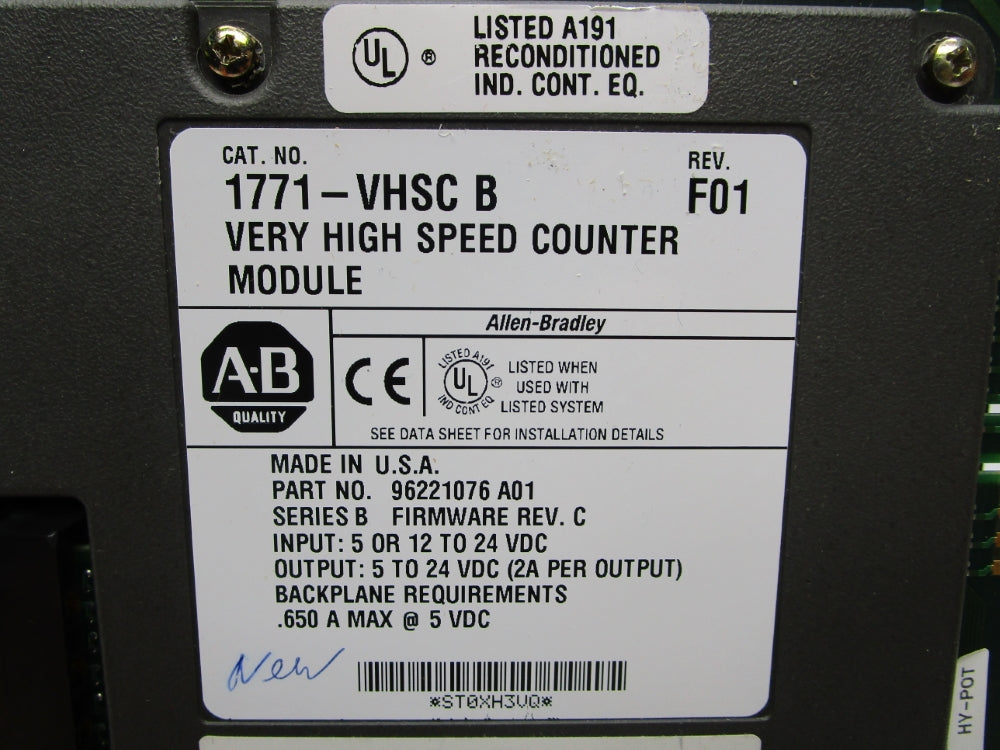 UL ® LISTED A191
RECONDITIONED
IND. CONT. EQ.
CAT. NO.
REV.
1771-VHSC B
F01
VERY HIGH SPEED COUNTER
MODULE
Allen-Bradley
A-B
QUALITY
CE
LISTED A191
UL ®
IND CONT EQ
LISTED WHEN
USED WITH
LISTED SYSTEM
SEE DATA SHEET FOR INSTALLATION DETAILS
MADE IN U.S.A.
PART NO. 96221076 A01
SERIES B FIRMWARE REV. C
INPUT: 5 OR 12 TO 24 VDC
OUTPUT: 5 TO 24 VDC (2A PER OUTPUT)
BACKPLANE REQUIREMENTS
.650 A MAX @ 5 VDC
New
*ST0XH3VQ*
HY-POT